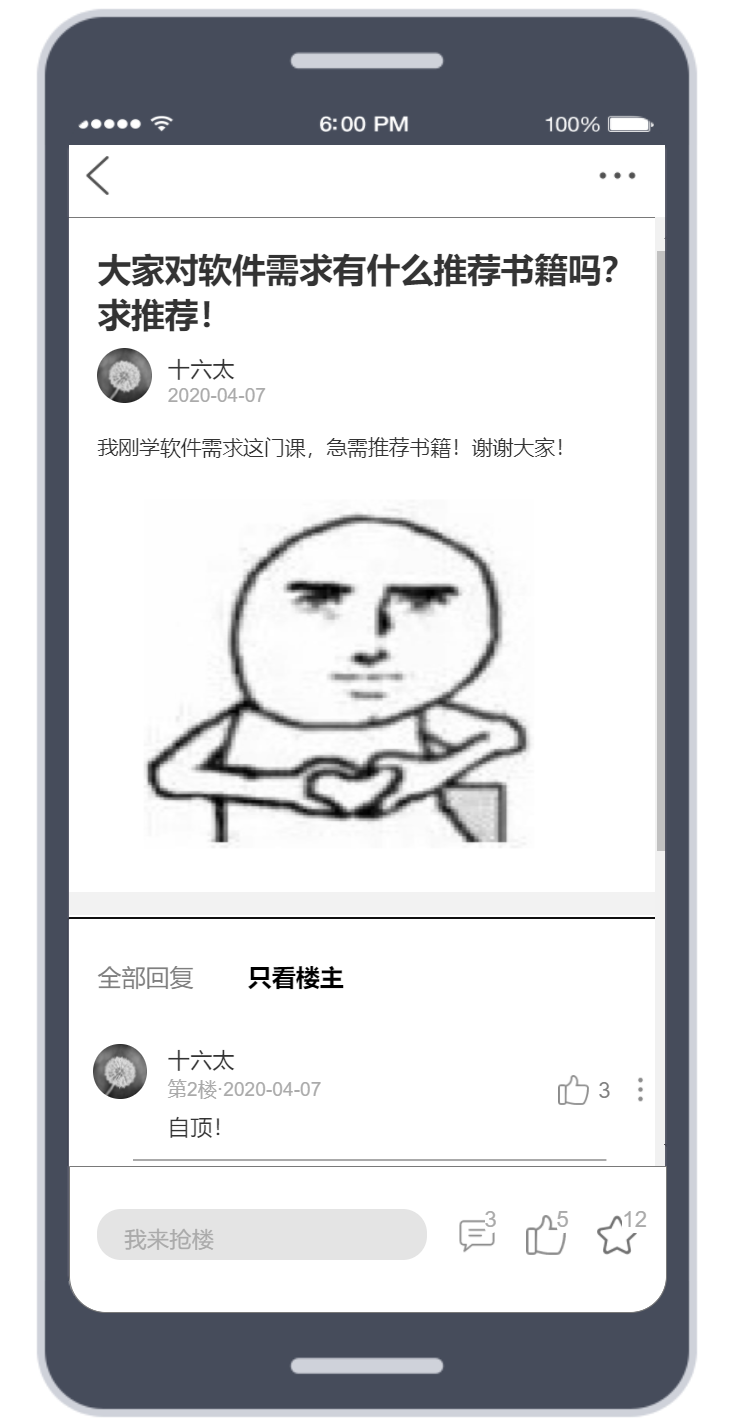 6:00 PM
100%
大家对软件需求有什么推荐书籍吗?
求推荐！
十六太
2020-04-07
我刚学软件需求这门课，急需推荐书籍！谢谢大家！
全部回复 只看楼主
十六太
第2楼·2020-04-07
3
自顶！
我来抢楼
3
5
12